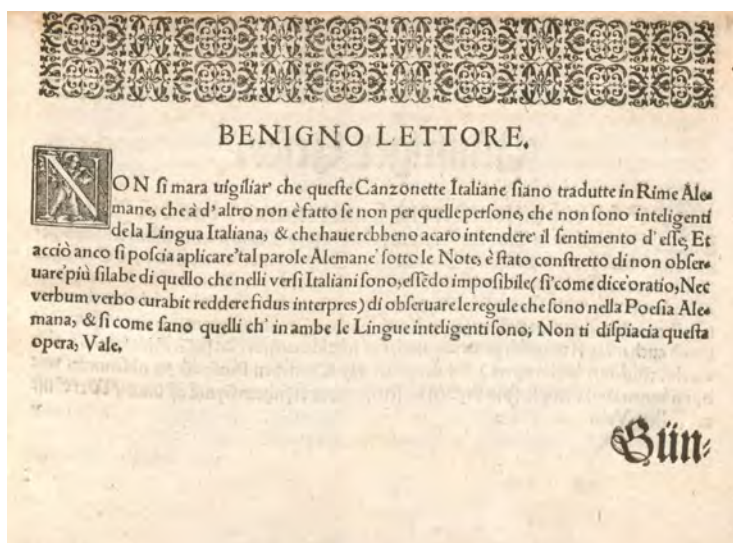 BENIGNO LETTORE.
NON ſi mara uigiliar' che queſte Canzonette Italiane ſiano tradutte in Rime Ale-
mane, che à d'altro non è fatto ſe non per quelle perſone, che non ſono inteligenti
de la Lingua Italiana, & che hauerebbeno acaro intendere' il ſentimento d' eſſe, Et
acciò anco ſi poſcia aplicare' tal parole Alemane' ſotto le Note, è ſtato conſtretto di non obſer-
uare' più ſilabe di quello che nelli verſi Italiani ſono, eſſēdo impoſibile (ſi'come dice'oratio, Nec
verbum verbo curabit reddere fidus interpres) di obſeruare le regule che ſono nella Poeſia Ale-
mana, & ſi come fano quelli ch' in ambe le Lingue inteligenti ſono, Non ti diſpiacia queſta
opera, Vale.
Gün-